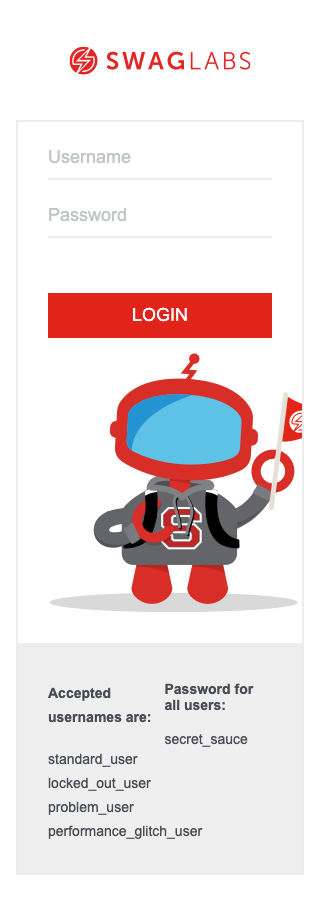 SWAGLABS
Username
Password
LOGIN
S
Accepted
usernames are:
standard_user
locked_out_user
problem_user
performance_glitch_user
Password for
all users:
secret_sauce